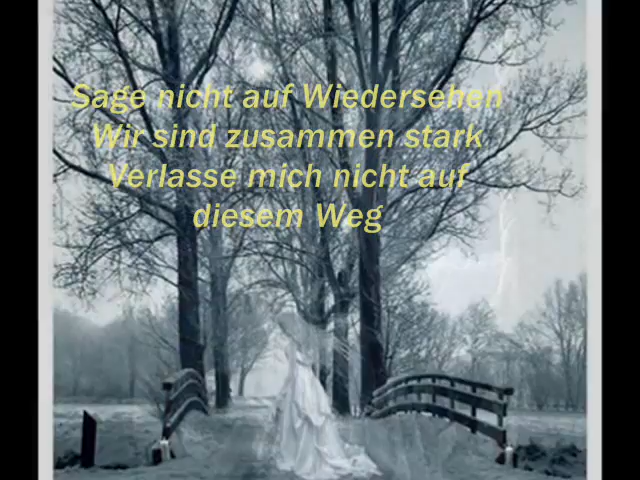 Sage nicht auf Wiedersehen
Wir sind zusammen stark
Verlasse mich nicht auf
diesem Weg